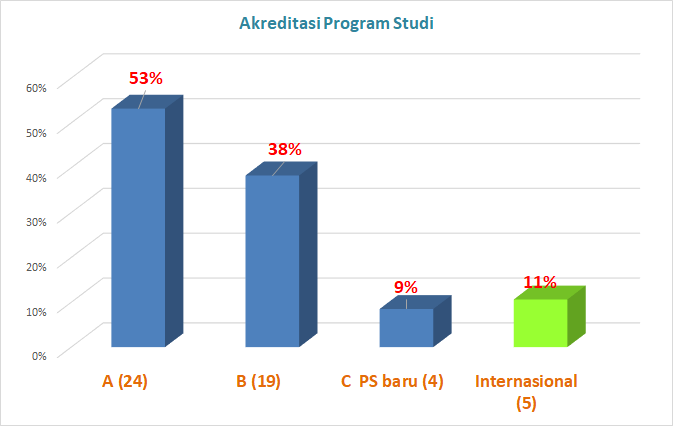 Akreditasi Program Studi
60%
50%
40%
30%
20%
10%
0%
53%
38%
9%
11%
A (24)
B (19)
C  PS baru (4)
Internasional
(5)